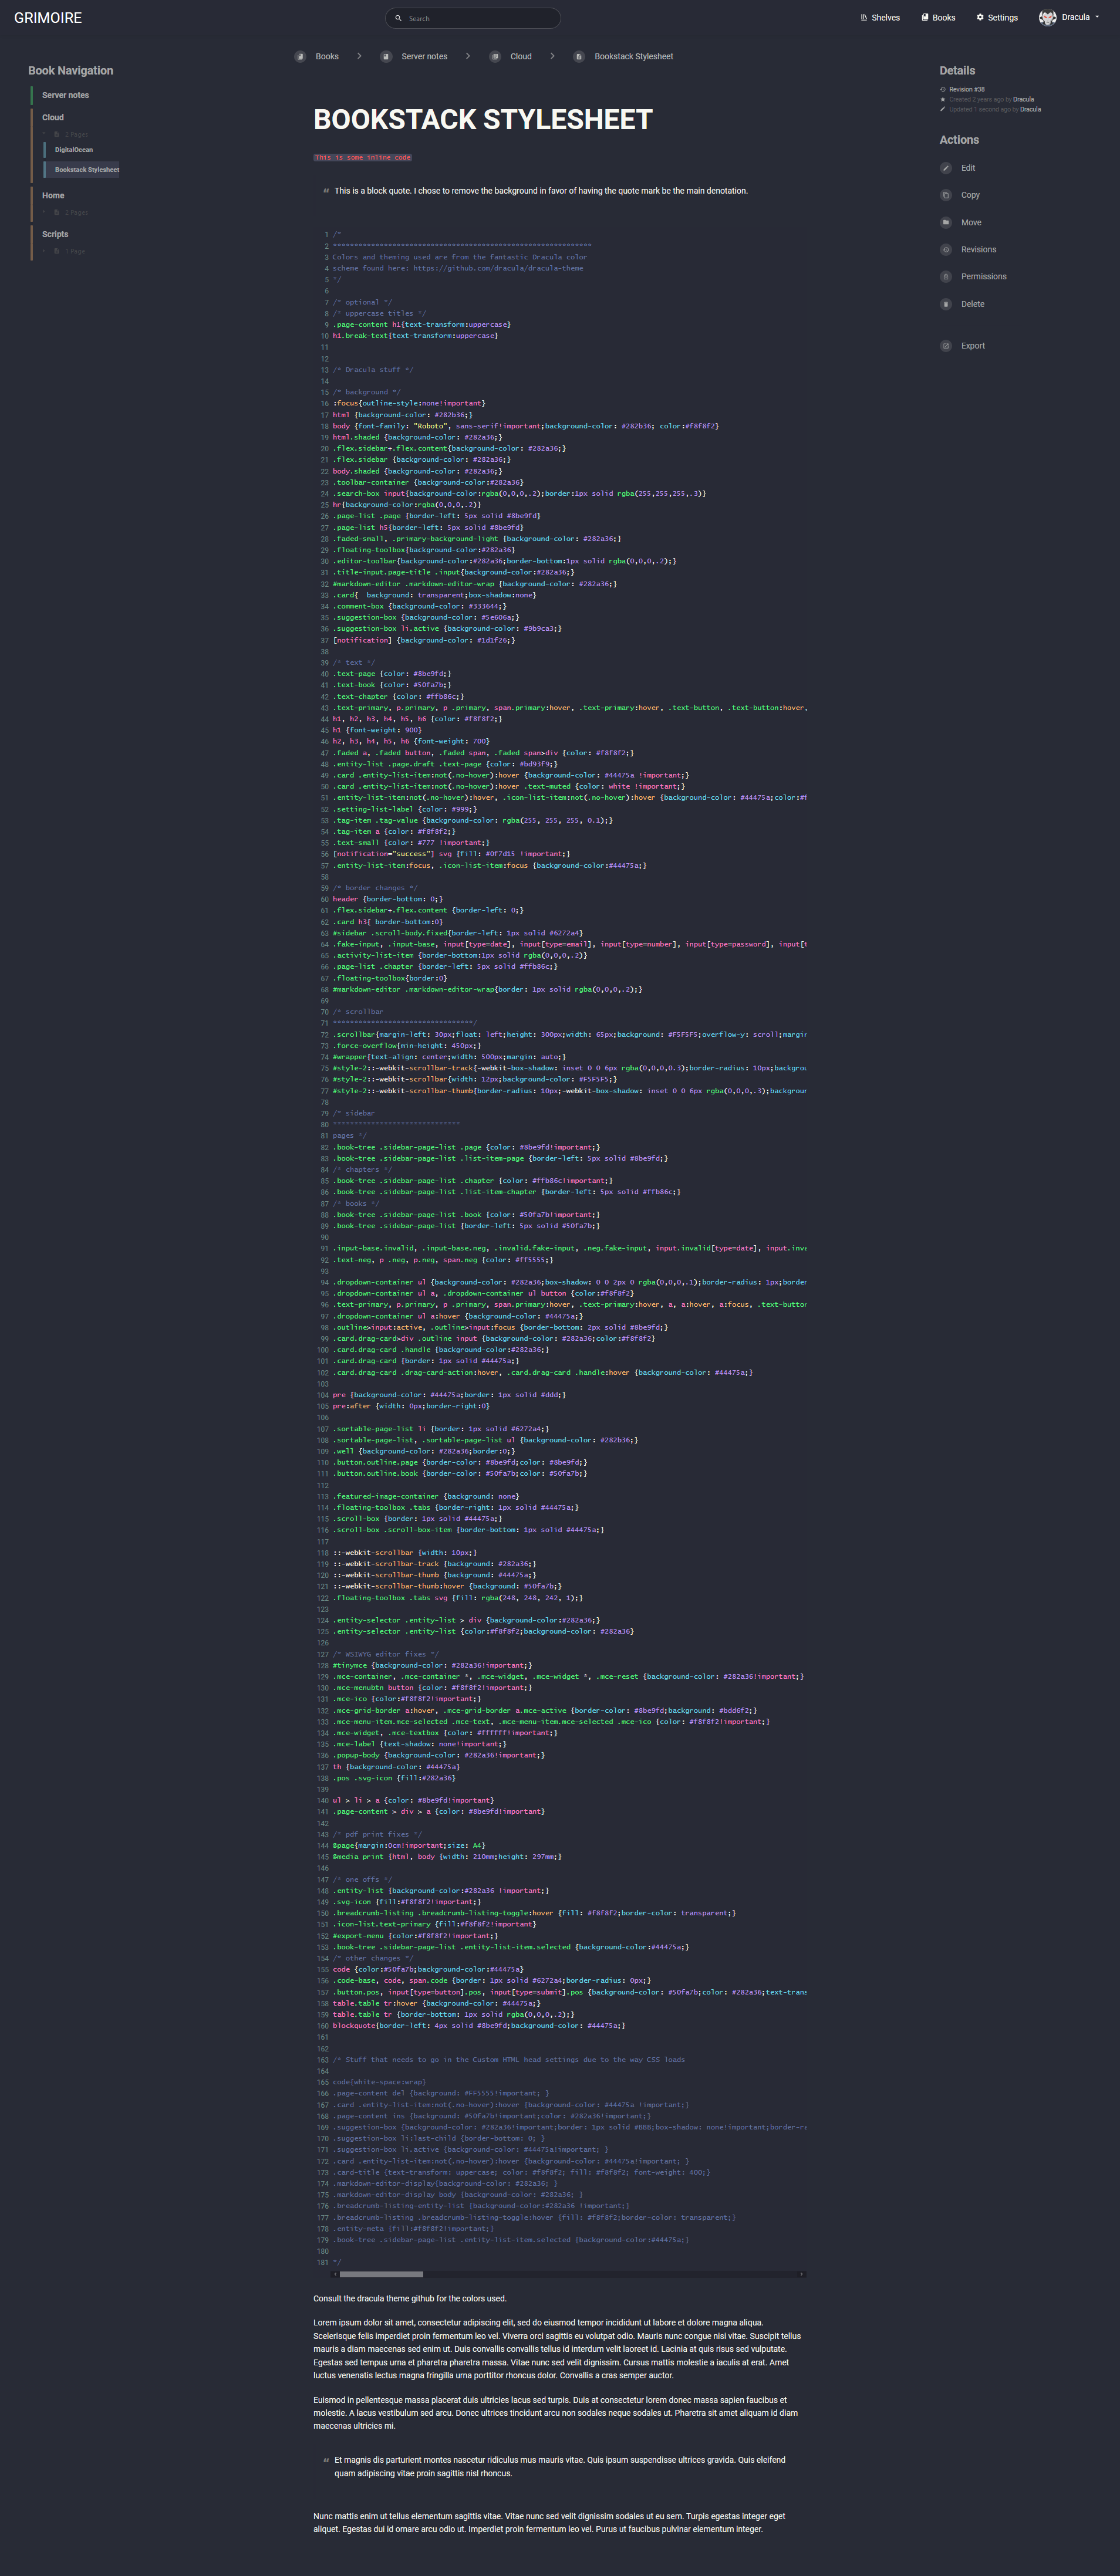 GRIMOIRE
Search
Shelves
Books
Settings
Dracula
Books
Server notes
Cloud
Bookstack Stylesheet
Book Navigation
Server notes
Cloud
2 Pages
DigitalOcean
Bookstack Stylesheet
Home
3 Pages
Scripts
1 Page
Details
Revision #38
Created 2 years ago by Dracula
Updated 1 second ago by Dracula
Actions
Edit
Copy
Move
Revisions
Permissions
Delete
Export
BOOKSTACK STYLESHEET
This is some inline code
This is a block quote. I chose to remove the background in favor of having the quote mark be the main denotation.
1 /*
2 *************************************************************
3 Colors and theming used are from the fantastic Dracula color
4 scheme found here: https://github.com/dracula/dracula-theme
5 */
6
7 /* optional */
8 /* uppercase titles */
9 .page-content h1{text-transform:uppercase}
10 h1.break-text{text-transform:uppercase}
11
12
13 /* Dracula stuff */
14
15 /* background */
16 :focus{outline-style:none!important}
17 html {background-color: #282b36;}
18 body {font-family: "Roboto", sans-serif!important;background-color: #282b36; color:#f8f8f2}
19 html.shaded {background-color: #282a36;}
20 .flex.sidebar+.flex.content{background-color: #282a36;}
21 .flex.sidebar {background-color: #282a36;}
22 body.shaded {background-color: #282a36;}
23 .toolbar-container {background-color:#282a36}
24 .search-box input{background-color:rgba(0,0,0,.2);border:1px solid rgba(255,255,255,.3)}
25 hr{background-color:rgba(0,0,0,.2)}
26 .page-list .page {border-left: 5px solid #8be9fd}
27 .page-list h5{border-left: 5px solid #8be9fd}
28 .faded-small, .primary-background-light {background-color: #282a36;}
29 .floating-toolbox{background-color:#282a36}
30 .editor-toolbar{background-color:#282a36;border-bottom:1px solid rgba(0,0,0,.2);}
31 .title-input.page-title .input{background-color:#282a36;}
32 #markdown-editor .markdown-editor-wrap {background-color: #282a36;}
33 .card{  background: transparent;box-shadow:none}
34 .comment-box {background-color: #333644;}
35 .suggestion-box {background-color: #5e606a;}
36 .suggestion-box li.active {background-color: #9b9ca3;}
37 [notification] {background-color: #1d1f26;}
38
39 /* text */
40 .text-page {color: #8be9fd;}
41 .text-book {color: #50fa7b;}
42 .text-chapter {color: #ffb86c;}
43 .text-primary, p.primary, p .primary, span.primary:hover, .text-primary:hover, .text-button, .text-button:hover,
44 h1, h2, h3, h4, h5, h6 {color: #f8f8f2;}
45 h1 {font-weight: 900}
46 h2, h3, h4, h5, h6 {font-weight: 700}
47 .faded a, .faded button, .faded span, .faded span>div {color: #f8f8f2;}
48 .entity-list .page.draft .text-page {color: #bd93f9;}
49 .card .entity-list-item:not(.no-hover):hover {background-color: #44475a !important;}
50 .card .entity-list-item:not(.no-hover):hover .text-muted {color: white !important;}
51 .entity-list-item:not(.no-hover):hover, .icon-list-item:not(.no-hover):hover {background-color: #44475a;color:#f
52 .setting-list-label {color: #999;}
53 .tag-item .tag-value {background-color: rgba(255, 255, 255, 0.1);}
54 .tag-item a {color: #f8f8f2;}
55 .text-small {color: #777 !important;}
56 [notification="success"] svg {fill: #0f7d15 !important;}
57 .entity-list-item:focus, .icon-list-item:focus {background-color:#44475a;}
58
59 /* border changes */
60 header {border-bottom: 0;}
61 .flex.sidebar+.flex.content {border-left: 0;}
62 .card h3{ border-bottom:0}
63 #sidebar .scroll-body.fixed{border-left: 1px solid #6272a4}
64 .fake-input, .input-base, input[type=date], input[type=email], input[type=number], input[type=password], input[t
65 .activity-list-item {border-bottom:1px solid rgba(0,0,0,.2)}
66 .page-list .chapter {border-left: 5px solid #ffb86c;}
67 .floating-toolbox{border:0}
68 #markdown-editor .markdown-editor-wrap{border: 1px solid rgba(0,0,0,.2);}
69
70 /* scrollbar
71 *********************************/
72 .scrollbar{margin-left: 30px;float: left;height: 300px;width: 65px;background: #F5F5F5;overflow-y: scroll;margin
73 .force-overflow{min-height: 450px;}
74 #wrapper{text-align: center;width: 500px;margin: auto;}
75 #style-2::-webkit-scrollbar-track{-webkit-box-shadow: inset 0 0 6px rgba(0,0,0,0.3);border-radius: 10px;backgrou
76 #style-2::-webkit-scrollbar{width: 12px;background-color: #F5F5F5;}
77 #style-2::-webkit-scrollbar-thumb{border-radius: 10px;-webkit-box-shadow: inset 0 0 6px rgba(0,0,0,.3);backgroun
78
79 /* sidebar
80 ******************************
81 pages */
82 .book-tree .sidebar-page-list .page {color: #8be9fd!important;}
83 .book-tree .sidebar-page-list .list-item-page {border-left: 5px solid #8be9fd;}
84 /* chapters */
85 .book-tree .sidebar-page-list .chapter {color: #ffb86c!important;}
86 .book-tree .sidebar-page-list .list-item-chapter {border-left: 5px solid #ffb86c;}
87 /* books */
88 .book-tree .sidebar-page-list .book {color: #50fa7b!important;}
89 .book-tree .sidebar-page-list {border-left: 5px solid #50fa7b;}
90
91 .input-base.invalid, .input-base.neg, .invalid.fake-input, .neg.fake-input, input.invalid[type=date], input.inva
92 .text-neg, p .neg, p.neg, span.neg {color: #ff5555;}
93
94 .dropdown-container ul {background-color: #282a36;box-shadow: 0 0 2px 0 rgba(0,0,0,.1);border-radius: 1px;border
95 .dropdown-container ul a, .dropdown-container ul button {color:#f8f8f2}
96 .text-primary, p.primary, p .primary, span.primary:hover, .text-primary:hover, a, a:hover, a:focus, .text-button
97 .dropdown-container ul a:hover {background-color: #44475a;}
98 .outline>input:active, .outline>input:focus {border-bottom: 2px solid #8be9fd;}
99 .card.drag-card>div .outline input {background-color: #282a36;color:#f8f8f2}
100 .card.drag-card .handle {background-color:#282a36;}
101 .card.drag-card {border: 1px solid #44475a;}
102 .card.drag-card .drag-card-action:hover, .card.drag-card .handle:hover {background-color: #44475a;}
103
104 pre {background-color: #44475a;border: 1px solid #ddd;}
105 pre:after {width: 0px;border-right:0}
106
107 .sortable-page-list li {border: 1px solid #6272a4;}
108 .sortable-page-list, .sortable-page-list ul {background-color: #282b36;}
109 .well {background-color: #282a36;border:0;}
110 .button.outline.page {border-color: #8be9fd;color: #8be9fd;}
111 .button.outline.book {border-color: #50fa7b;color: #50fa7b;}
112
113 .featured-image-container {background: none}
114 .floating-toolbox .tabs {border-right: 1px solid #44475a;}
115 .scroll-box {border: 1px solid #44475a;}
116 .scroll-box .scroll-box-item {border-bottom: 1px solid #44475a;}
117
118 ::-webkit-scrollbar {width: 10px;}
119 ::-webkit-scrollbar-track {background: #282a36;}
120 ::-webkit-scrollbar-thumb {background: #44475a;}
121 ::-webkit-scrollbar-thumb:hover {background: #50fa7b;}
122 .floating-toolbox .tabs svg {fill: rgba(248, 248, 242, 1);}
123
124 .entity-selector .entity-list > div {background-color:#282a36;}
125 .entity-selector .entity-list {color:#f8f8f2;background-color: #282a36}
126
127 /* WSIWYG editor fixes */
128 #tinymce {background-color: #282a36!important;}
129 .mce-container, .mce-container *, .mce-widget, .mce-widget *, .mce-reset {background-color: #282a36!important;}
130 .mce-menubtn button {color: #f8f8f2!important;}
131 .mce-ico {color:#f8f8f2!important;}
132 .mce-grid-border a:hover, .mce-grid-border a.mce-active {border-color: #8be9fd;background: #bdd6f2;}
133 .mce-menu-item.mce-selected .mce-text, .mce-menu-item.mce-selected .mce-ico {color: #f8f8f2!important;}
134 .mce-widget, .mce-textbox {color: #ffffff!important;}
135 .mce-label {text-shadow: none!important;}
136 .popup-body {background-color: #282a36!important;}
137 th {background-color: #44475a}
138 .pos .svg-icon {fill:#282a36}
139
140 ul > li > a {color: #8be9fd!important}
141 .page-content > div > a {color: #8be9fd!important}
142
143 /* pdf print fixes */
144 @page{margin:0cm!important;size: A4}
145 @media print {html, body {width: 210mm;height: 297mm;}
146
147 /* one offs */
148 .entity-list {background-color:#282a36 !important;}
149 .svg-icon {fill:#f8f8f2!important;}
150 .breadcrumb-listing .breadcrumb-listing-toggle:hover {fill: #f8f8f2;border-color: transparent;}
151 .icon-list.text-primary {fill:#f8f8f2!important}
152 #export-menu {color:#f8f8f2!important;}
153 .book-tree .sidebar-page-list .entity-list-item.selected {background-color:#44475a;}
154 /* other changes */
155 code {color:#50fa7b;background-color:#44475a}
156 .code-base, code, span.code {border: 1px solid #6272a4;border-radius: 0px;}
157 .button.pos, input[type=button].pos, input[type=submit].pos {background-color: #50fa7b;color: #282a36;text-trans
158 table.table tr:hover {background-color: #44475a;}
159 table.table tr {border-bottom: 1px solid rgba(0,0,0,.2);}
160 blockquote{border-left: 4px solid #8be9fd;background-color: #44475a;}
161
162
163 /* Stuff that needs to go in the Custom HTML head settings due to the way CSS loads
164
165 code{white-space:wrap}
166 .page-content del {background: #FF5555!important; }
167 .card .entity-list-item:not(.no-hover):hover {background-color: #44475a !important;}
168 .page-content ins {background: #50fa7b!important;color: #282a36!important;}
169 .suggestion-box {background-color: #282a36!important;border: 1px solid #BBB;box-shadow: none!important;border-ra
170 .suggestion-box li:last-child {border-bottom: 0; }
171 .suggestion-box li.active {background-color: #44475a!important; }
172 .card .entity-list-item:not(.no-hover):hover {background-color: #44475a!important; }
173 .card-title {text-transform: uppercase; color: #f8f8f2; fill: #f8f8f2; font-weight: 400;}
174 .markdown-editor-display{background-color: #282a36; }
175 .markdown-editor-display body {background-color: #282a36; }
176 .breadcrumb-listing-entity-list {background-color:#282a36 !important;}
177 .breadcrumb-listing .breadcrumb-listing-toggle:hover {fill: #f8f8f2;border-color: transparent;}
178 .entity-meta {fill:#f8f8f2!important;}
179 .book-tree .sidebar-page-list .entity-list-item.selected {background-color:#44475a;}
180
181 */
Consult the dracula theme github for the colors used.
Lorem ipsum dolor sit amet, consectetur adipiscing elit, sed do eiusmod tempor incididunt ut labore et dolore magna aliqua.
Scelerisque felis imperdiet proin fermentum leo vel. Viverra orci sagittis eu volutpat odio. Mauris nunc congue nisi vitae. Suscipit tellus
mauris a diam maecenas sed enim ut. Duis convallis convallis tellus id interdum velit laoreet id. Lacinia at quis risus sed vulputate.
Egestas sed tempus urna et pharetra pharetra massa. Vitae nunc sed velit dignissim. Cursus mattis molestie a iaculis at erat. Amet
luctus venenatis lectus magna fringilla urna porttitor rhoncus dolor. Convallis a cras semper auctor.
Euismod in pellentesque massa placerat duis ultricies lacus sed turpis. Duis at consectetur lorem donec massa sapien faucibus et
molestie. A lacus vestibulum sed arcu. Donec ultrices tincidunt arcu non sodales neque sodales ut. Pharetra sit amet aliquam id diam
maecenas ultricies mi.
Et magnis dis parturient montes nascetur ridiculus mus mauris vitae. Quis ipsum suspendisse ultrices gravida. Quis eleifend
quam adipiscing vitae proin sagittis nisl rhoncus.
Nunc mattis enim ut tellus elementum sagittis vitae. Vitae nunc sed velit dignissim sodales ut eu sem. Turpis egestas integer eget
aliquet. Egestas dui id ornare arcu odio ut. Imperdiet proin fermentum leo vel. Purus ut faucibus pulvinar elementum integer.